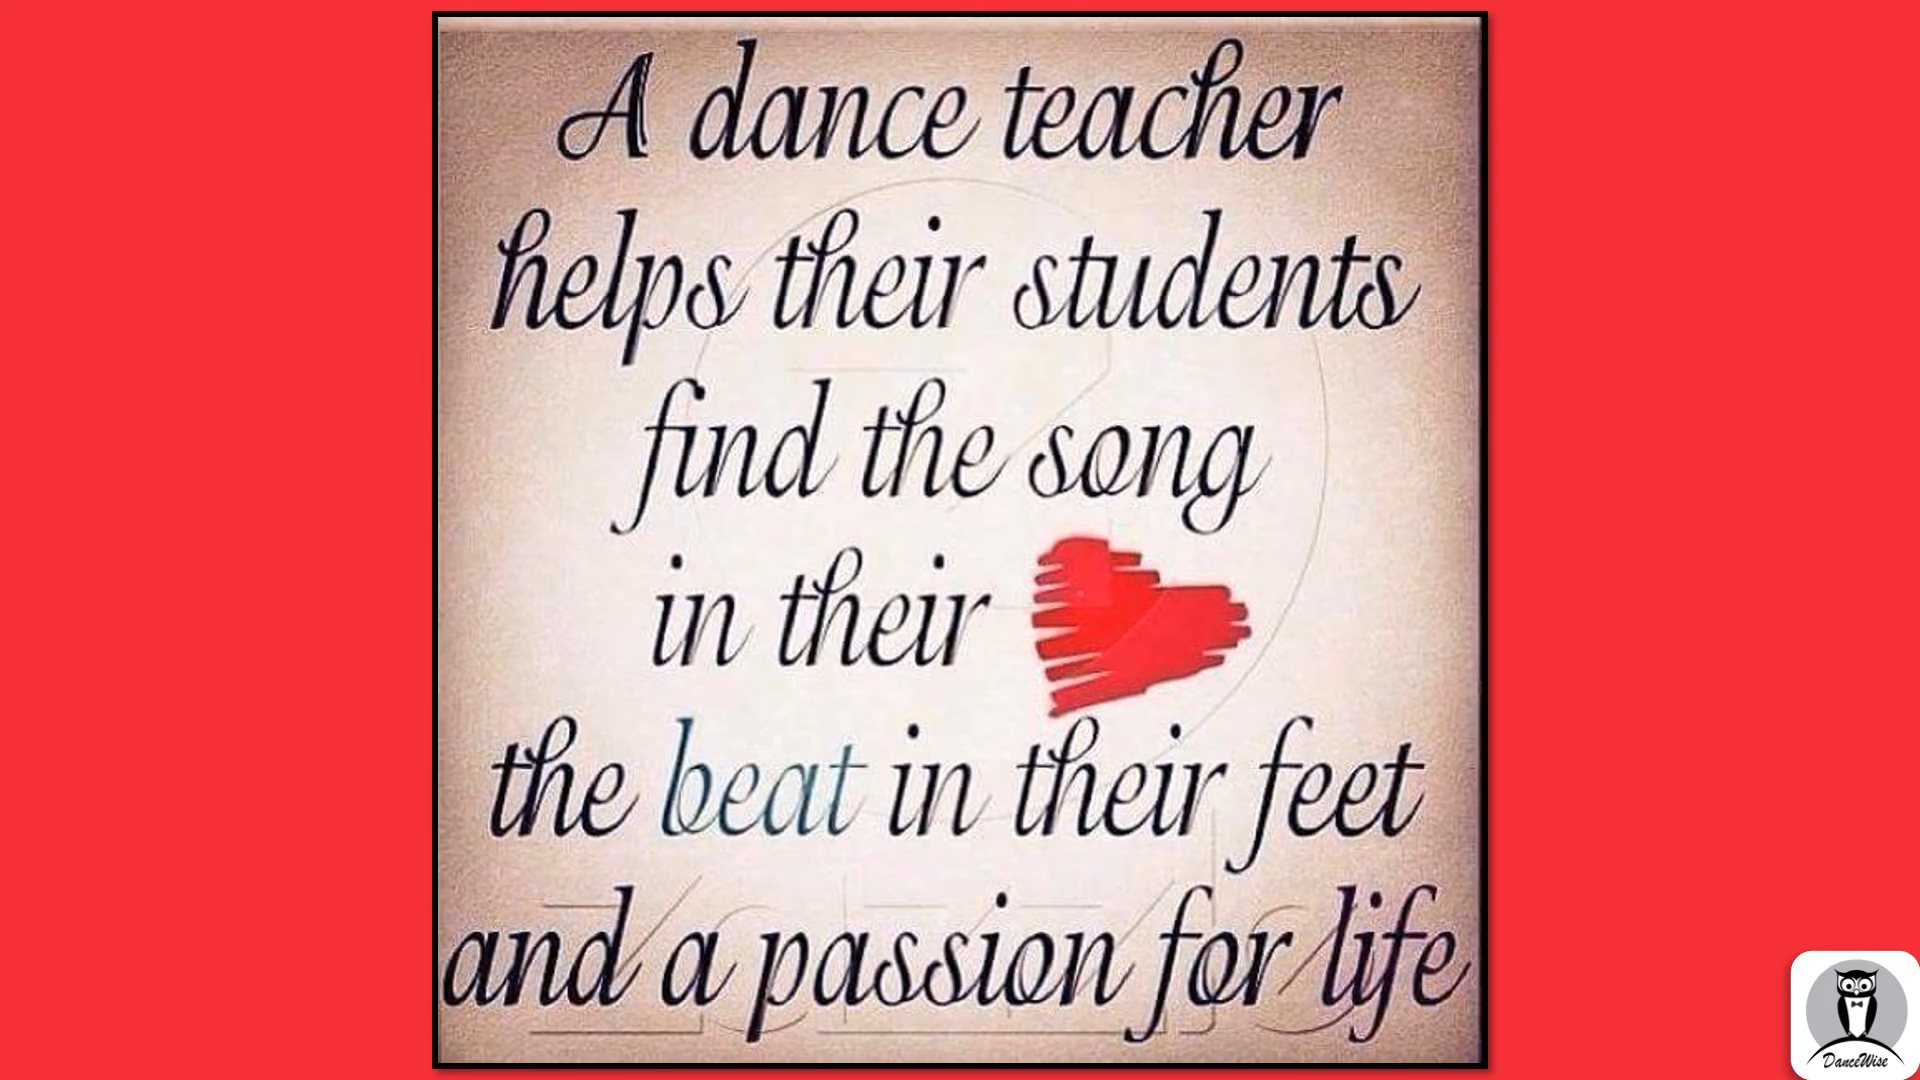 A dance teacher
helps their students
find the song
in their
the beat in their feet
and a passion for life
DanceWise